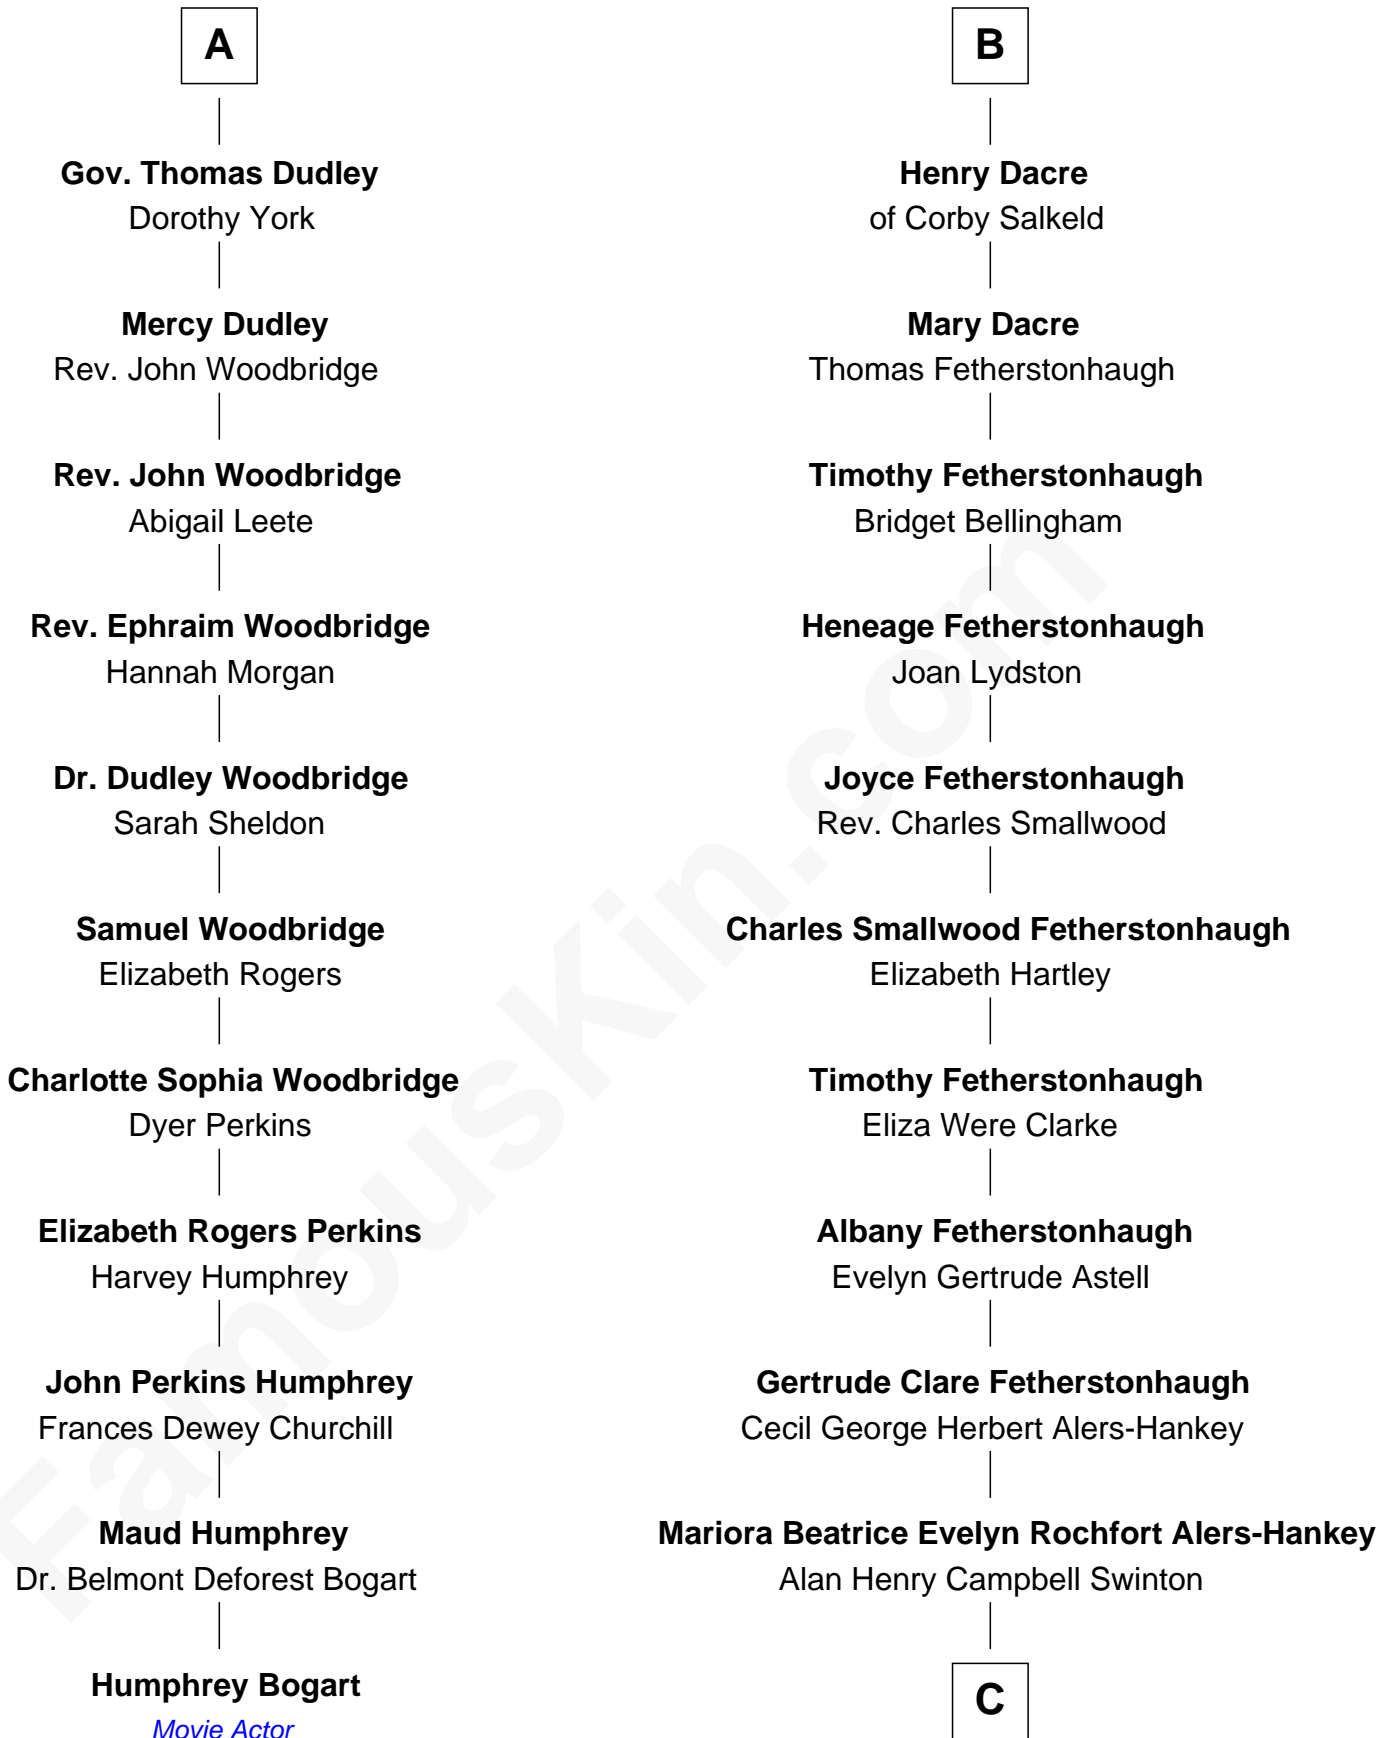 A
Gov. Thomas Dudley
Dorothy York
Mercy Dudley
Rev. John Woodbridge
Rev. John Woodbridge
Abigail Leete
Rev. Ephraim Woodbridge
Hannah Morgan
Dr. Dudley Woodbridge
Sarah Sheldon
Samuel Woodbridge
Elizabeth Rogers
Charlotte Sophia Woodbridge
Dyer Perkins
Elizabeth Rogers Perkins
Harvey Humphrey
John Perkins Humphrey
Frances Dewey Churchill
Maud Humphrey
Dr. Belmont Deforest Bogart
Humphrey Bogart
Movie Actor
B
Henry Dacre
of Corby Salkeld
Mary Dacre
Thomas Fetherstonhaugh
Timothy Fetherstonhaugh
Bridget Bellingham
Heneage Fetherstonhaugh
Joan Lydston
Joyce Fetherstonhaugh
Rev. Charles Smallwood
Charles Smallwood Fetherstonhaugh
Elizabeth Hartley
Timothy Fetherstonhaugh
Eliza Were Clarke
Albany Fetherstonhaugh
Evelyn Gertrude Astell
Gertrude Clare Fetherstonhaugh
Cecil George Herbert Alers-Hankey
Mariora Beatrice Evelyn Rochfort Alers-Hankey
Alan Henry Campbell Swinton
C
FamousKin.com